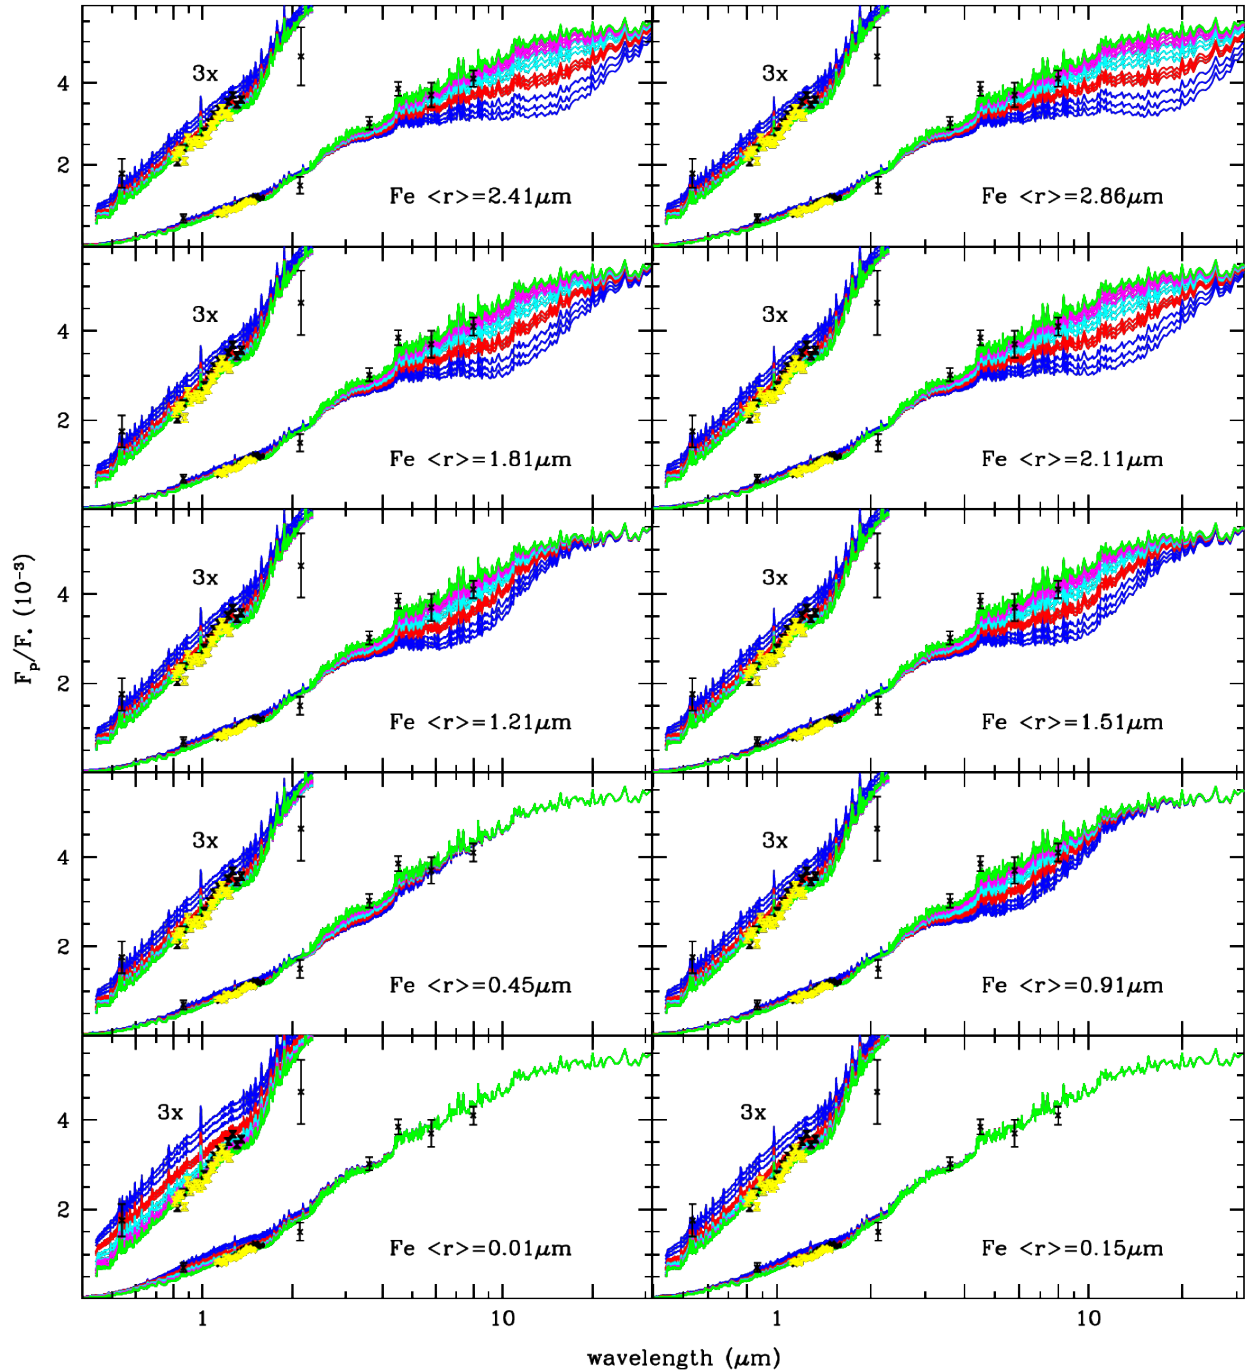 3x
3x
4
2
Fe <r>=2.41μm
Fe <r>=2.86μm
3x
3x
4
2
Fe <r>=1.81μm
Fe <r>=2.11μm
3x
3x
4
2
Fe <r>=1.21μm
Fe <r>=1.51μm
F_p/F_* (10⁻³)
3x
3x
4
2
Fe <r>=0.45μm
Fe <r>=0.91μm
3x
3x
4
2
Fe <r>=0.01μm
Fe <r>=0.15μm
1 10 1 10
wavelength (μm)